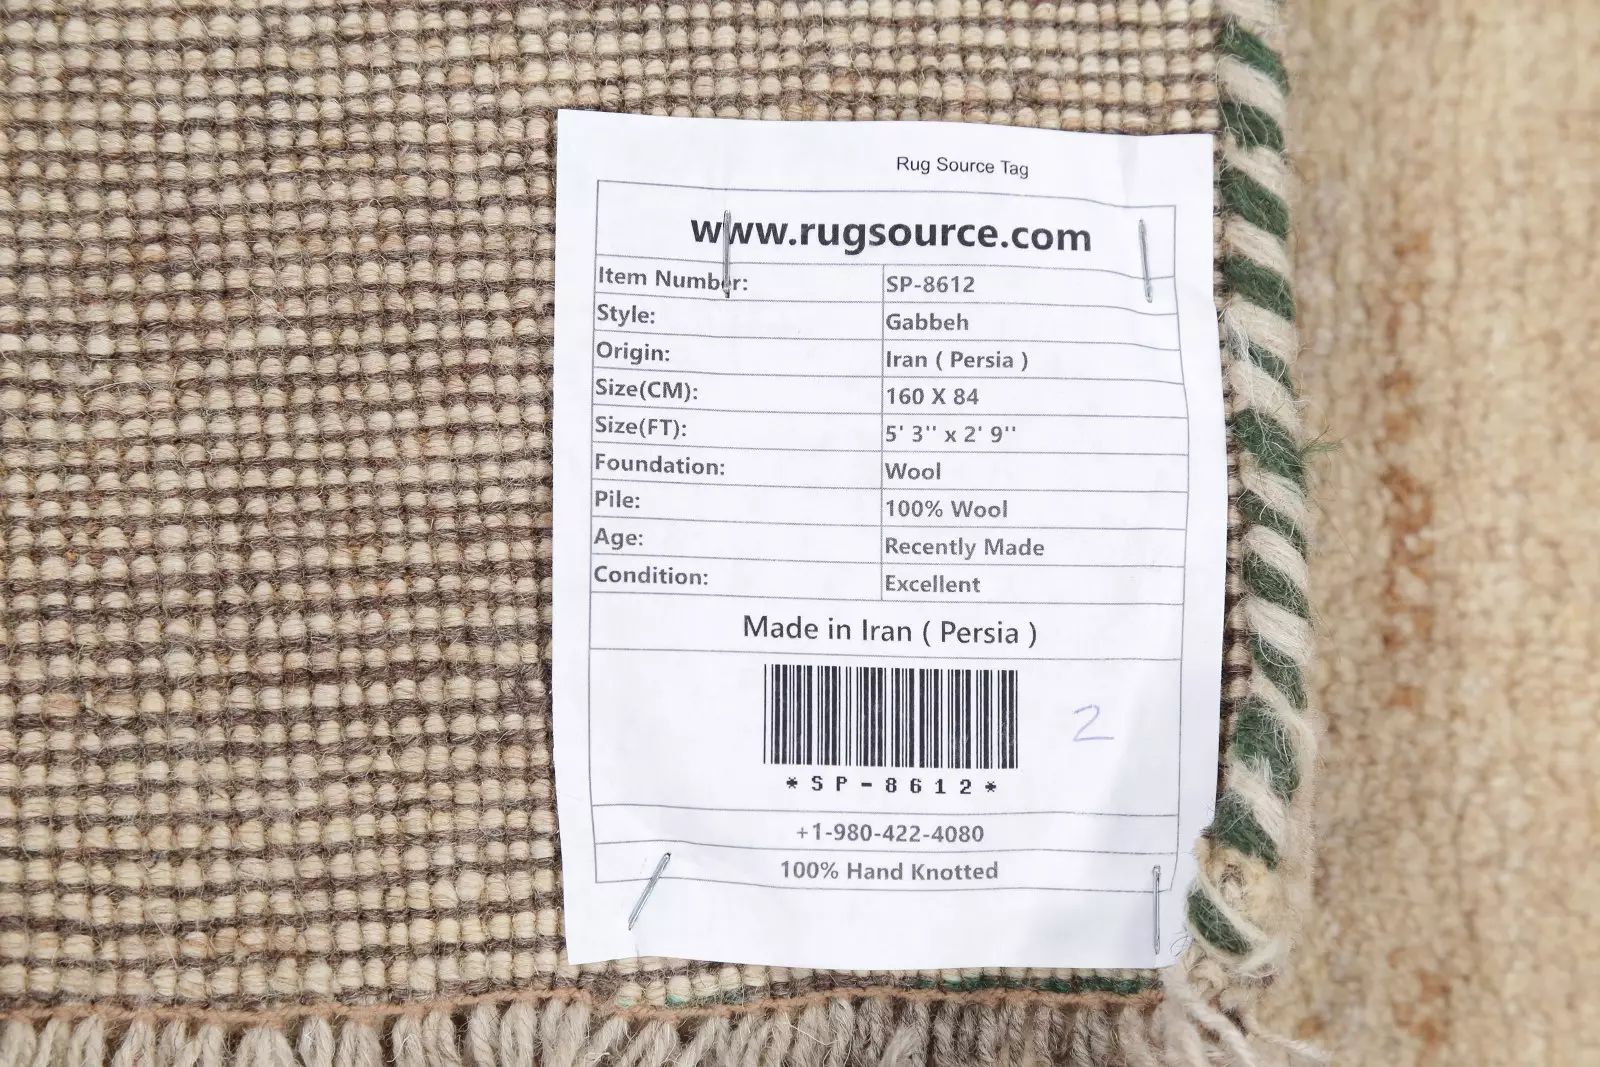 Rug Source Tag
www.rugsource.com
Item Number: SP-8612
Style: Gabbeh
Origin: Iran ( Persia )
Size(CM): 160 X 84
Size(FT): 5' 3'' x 2' 9''
Foundation: Wool
Pile: 100% Wool
Age: Recently Made
Condition: Excellent
Made in Iran ( Persia )
2
*SP-8612*
+1-980-422-4080
100% Hand Knotted